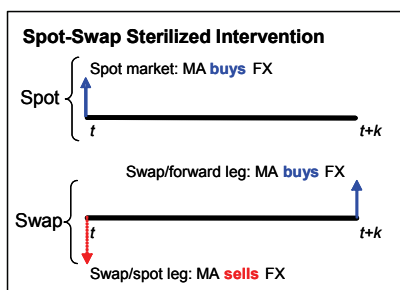 Spot-Swap Sterilized Intervention
Spot market: MA buys FX
Spot
t
t+k
Swap/forward leg: MA buys FX
Swap
t
t+k
Swap/spot leg: MA sells FX